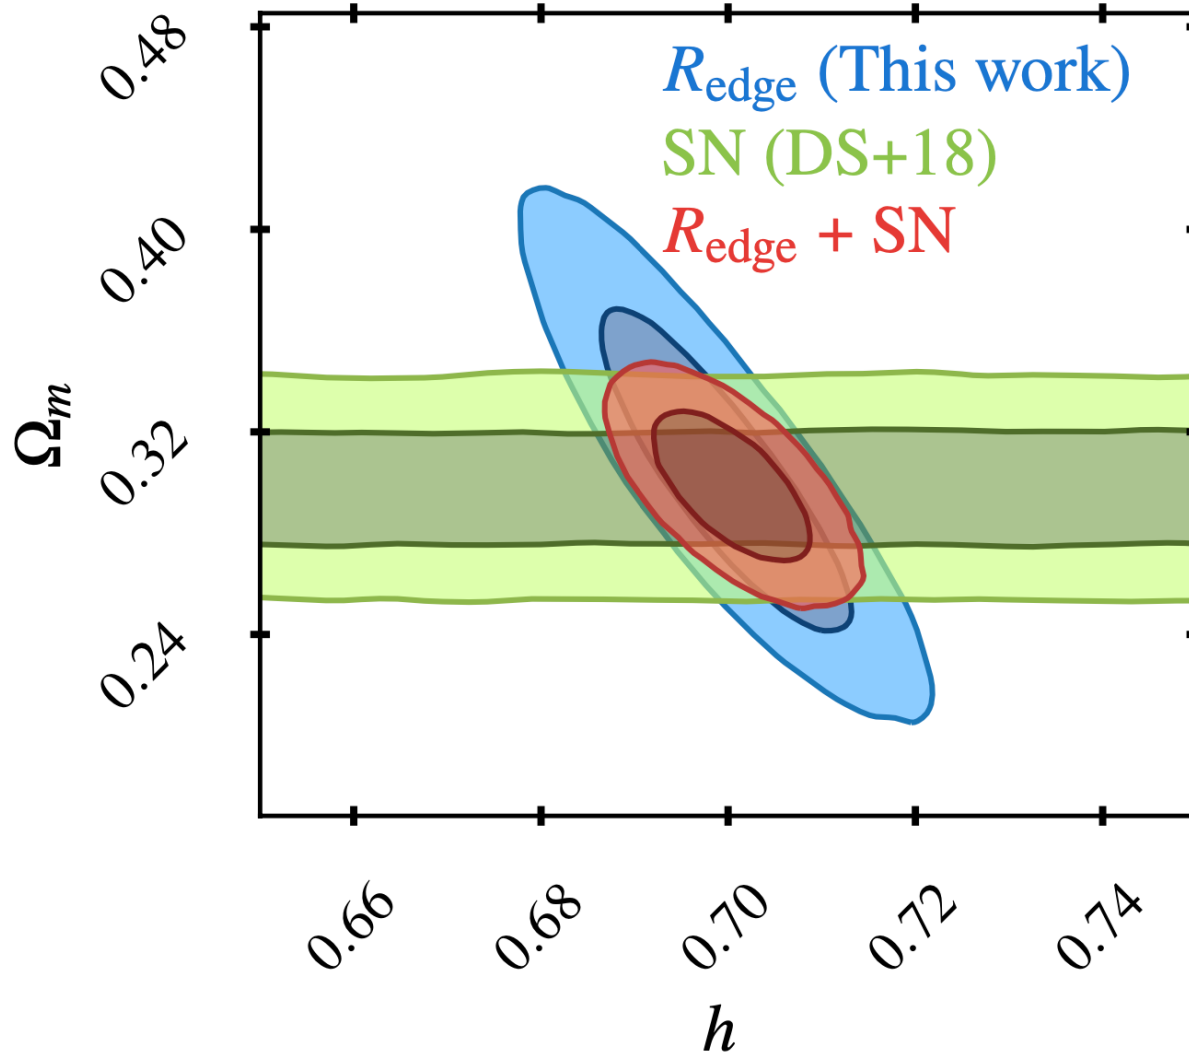 R_edge (This work)
SN (DS+18)
R_edge + SN
0.48
0.40
0.32
0.24
Ω_m
0.66
0.68
0.70
0.72
0.74
h